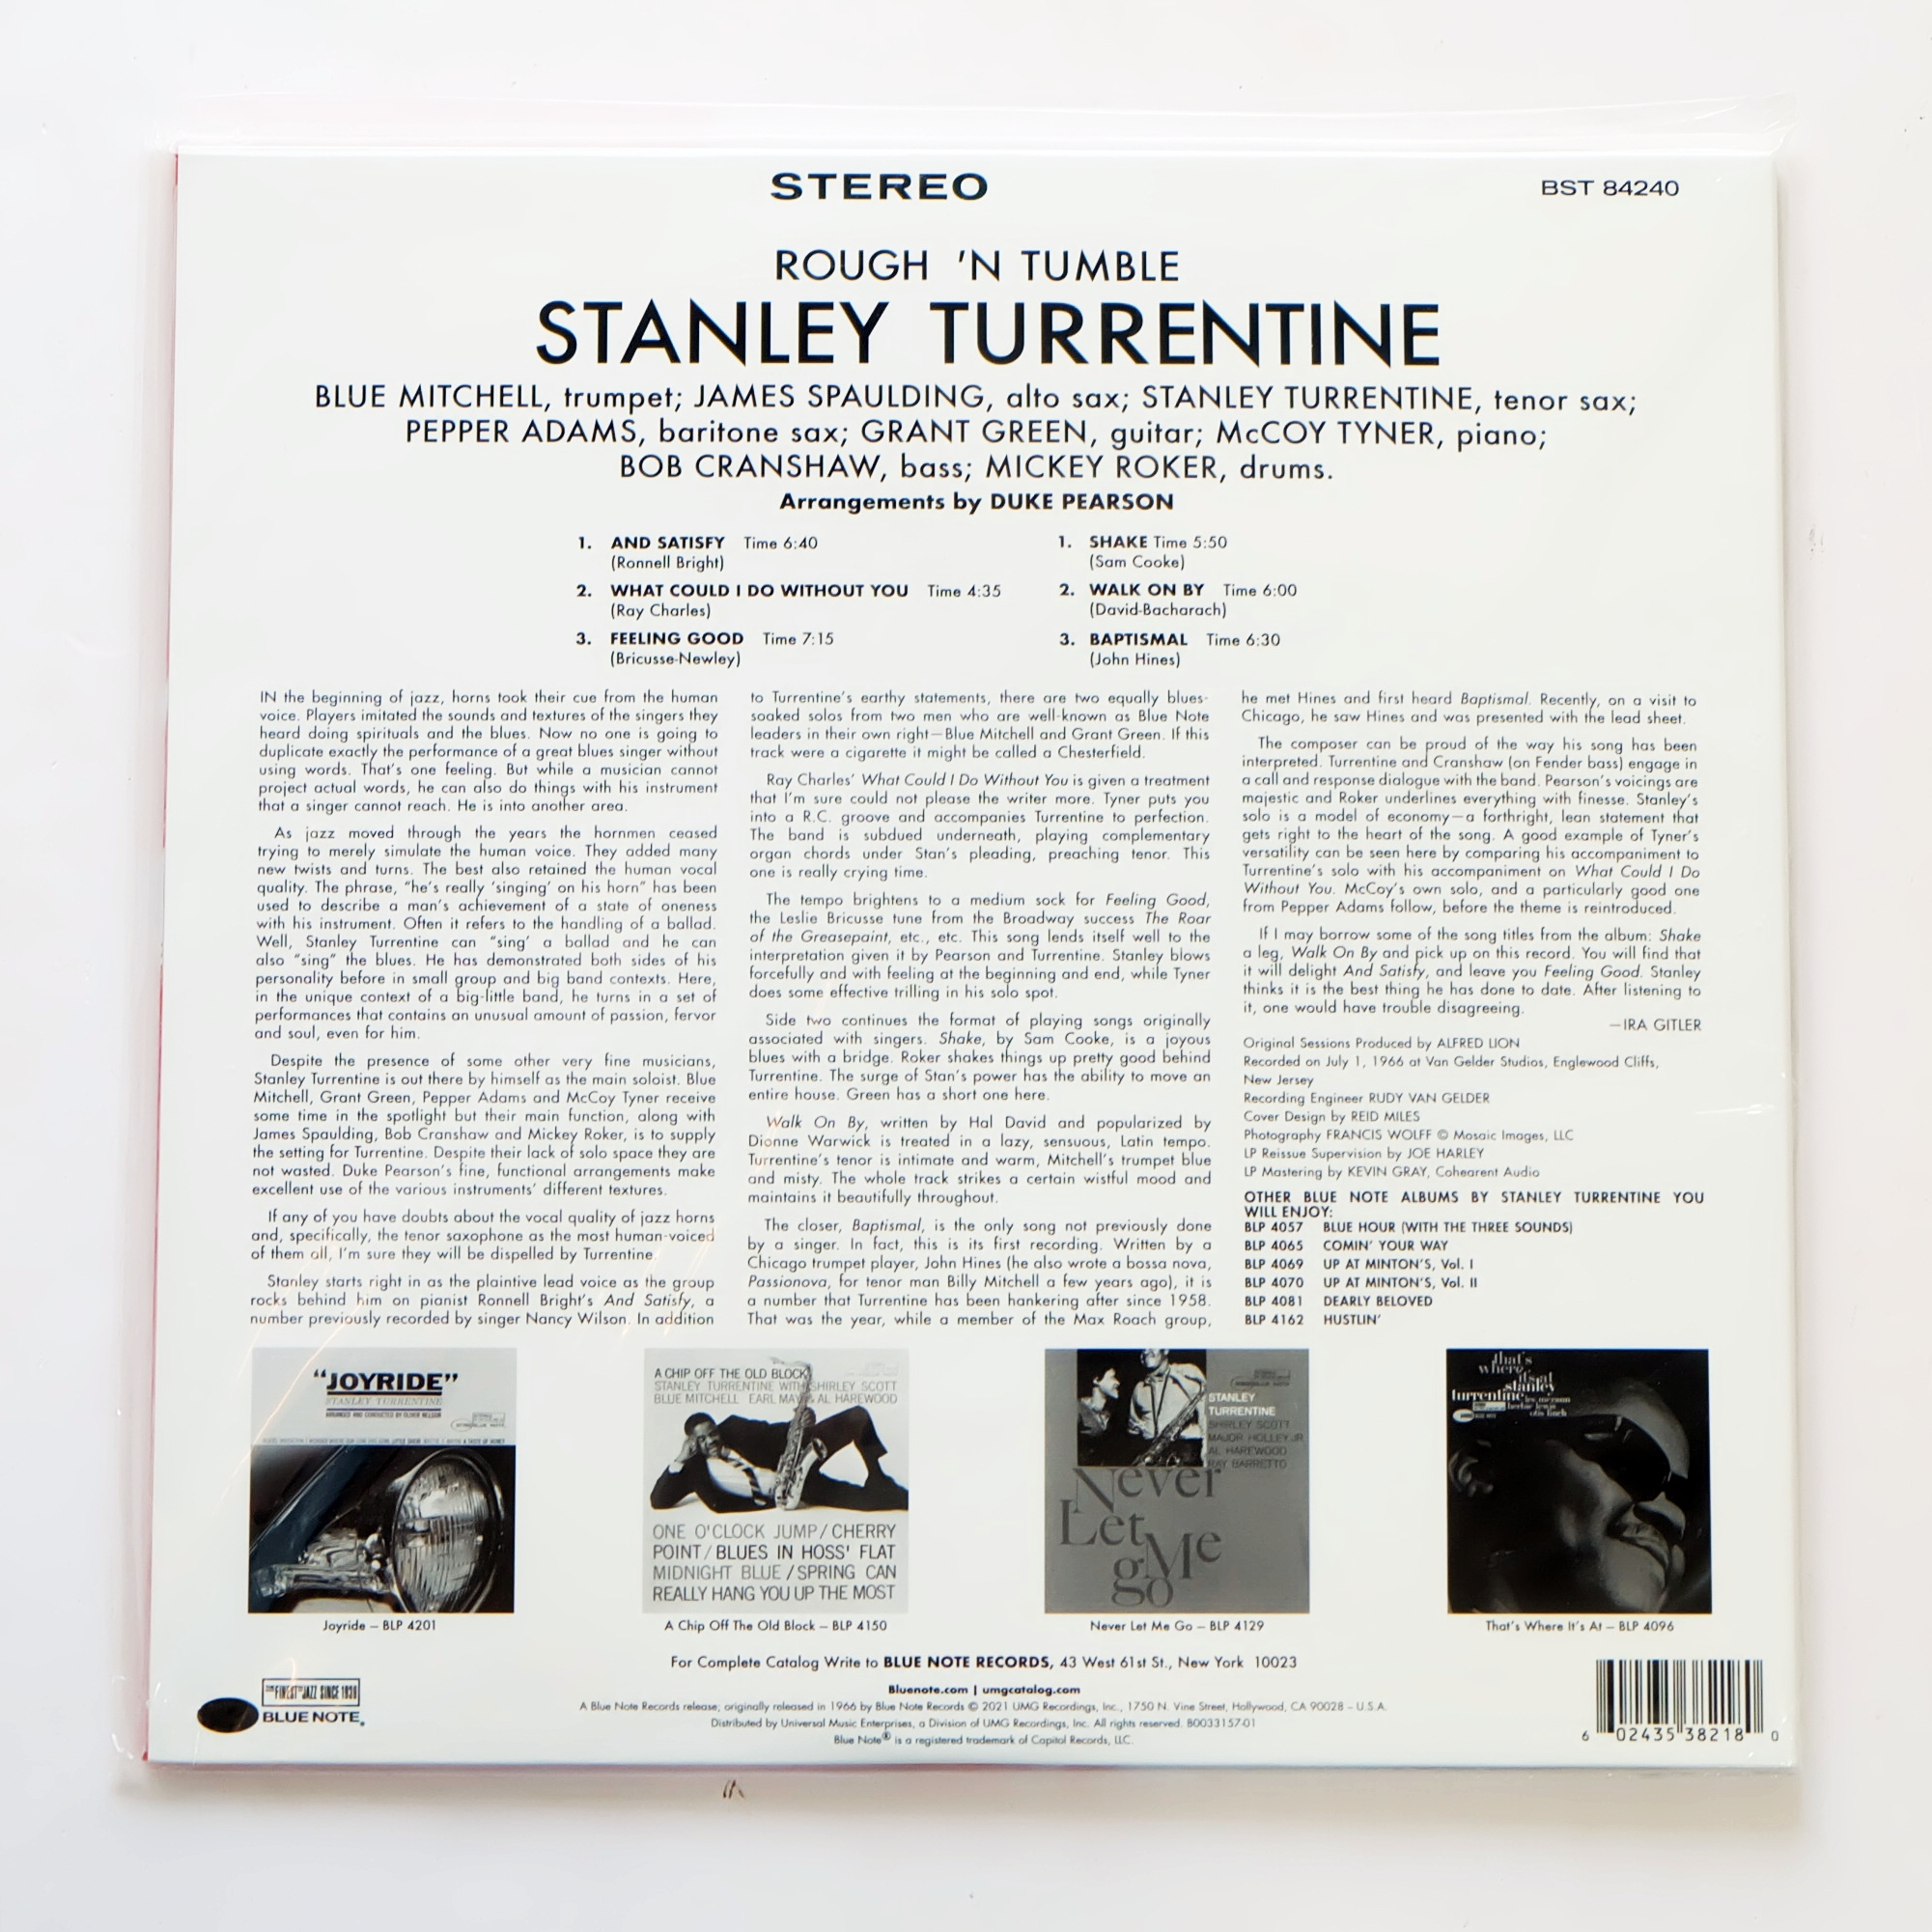 STEREO
BST 84240
ROUGH 'N TUMBLE
STANLEY TURRENTINE
BLUE MITCHELL, trumpet; JAMES SPAULDING, alto sax; STANLEY TURRENTINE, tenor sax;
PEPPER ADAMS, baritone sax; GRANT GREEN, guitar; McCOY TYNER, piano;
BOB CRANSHAW, bass; MICKEY ROKER, drums.
Arrangements by DUKE PEARSON
1. AND SATISFY Time 6:40
(Ronnell Bright)
2. WHAT COULD I DO WITHOUT YOU Time 4:35
(Ray Charles)
3. FEELING GOOD Time 7:15
(Bricusse-Newley)
1. SHAKE Time 5:50
(Sam Cooke)
2. WALK ON BY Time 6:00
(David-Bacharach)
3. BAPTISMAL Time 6:30
(John Hines)
IN the beginning of jazz, horns took their cue from the human
voice. Players imitated the sounds and textures of the singers they
heard doing spirituals and the blues. Now no one is going to
duplicate exactly the performance of a great blues singer without
using words. That's one feeling. But while a musician cannot
project actual words, he can also do things with his instrument
that a singer cannot reach. He is into another area.
As jazz moved through the years the hornmen ceased
trying to merely simulate the human voice. They added many
new twists and turns. The best also retained the human vocal
quality. The phrase, "he's really 'singing' on his horn" has been
used to describe a man's achievement of a state of oneness
with his instrument. Often it refers to the handling of a ballad.
Well, Stanley Turrentine can "sing' a ballad and he can
also "sing" the blues. He has demonstrated both sides of his
personality before in small group and big band contexts. Here,
in the unique context of a big-little band, he turns in a set of
performances that contains an unusual amount of passion, fervor
and soul, even for him.
Despite the presence of some other very fine musicians,
Stanley Turrentine is out there by himself as the main soloist. Blue
Mitchell, Grant Green, Pepper Adams and McCoy Tyner receive
some time in the spotlight but their main function, along with
James Spaulding, Bob Cranshaw and Mickey Roker, is to supply
the setting for Turrentine. Despite their lack of solo space they are
not wasted. Duke Pearson's fine, functional arrangements make
excellent use of the various instruments' different textures.
If any of you have doubts about the vocal quality of jazz horns
and, specifically, the tenor saxophone as the most human-voiced
of them all, I'm sure they will be dispelled by Turrentine.
Stanley starts right in as the plaintive lead voice as the group
rocks behind him on pianist Ronnell Bright's And Satisfy, a
number previously recorded by singer Nancy Wilson. In addition
to Turrentine's earthy statements, there are two equally blues-
soaked solos from two men who are well-known as Blue Note
leaders in their own right—Blue Mitchell and Grant Green. If this
track were a cigarette it might be called a Chesterfield.
Ray Charles' What Could I Do Without You is given a treatment
that I'm sure could not please the writer more. Tyner puts you
into a R.C. groove and accompanies Turrentine to perfection.
The band is subdued underneath, playing complementary
organ chords under Stan's pleading, preaching tenor. This
one is really crying time.
The tempo brightens to a medium sock for Feeling Good,
the Leslie Bricusse tune from the Broadway success The Roar
of the Greasepaint, etc., etc. This song lends itself well to the
interpretation given it by Pearson and Turrentine. Stanley blows
forcefully and with feeling at the beginning and end, while Tyner
does some effective trilling in his solo spot.
Side two continues the format of playing songs originally
associated with singers. Shake, by Sam Cooke, is a joyous
blues with a bridge. Roker shakes things up pretty good behind
Turrentine. The surge of Stan's power has the ability to move an
entire house. Green has a short one here.
Walk On By, written by Hal David and popularized by
Dionne Warwick is treated in a lazy, sensuous, Latin tempo.
Turrentine's tenor is intimate and warm, Mitchell's trumpet blue
and misty. The whole track strikes a certain wistful mood and
maintains it beautifully throughout.
The closer, Baptismal, is the only song not previously done
by a singer. In fact, this is its first recording. Written by a
Chicago trumpet player, John Hines (he also wrote a bossa nova,
Passionova, for tenor man Billy Mitchell a few years ago), it is
a number that Turrentine has been hankering after since 1958.
That was the year, while a member of the Max Roach group,
he met Hines and first heard Baptismal. Recently, on a visit to
Chicago, he saw Hines and was presented with the lead sheet.
The composer can be proud of the way his song has been
interpreted. Turrentine and Cranshaw (on Fender bass) engage in
a call and response dialogue with the band. Pearson's voicings are
majestic and Roker underlines everything with finesse. Stanley's
solo is a model of economy—a forthright, lean statement that
gets right to the heart of the song. A good example of Tyner's
versatility can be seen here by comparing his accompaniment to
Turrentine's solo with his accompaniment on What Could I Do
Without You. McCoy's own solo, and a particularly good one
from Pepper Adams follow, before the theme is reintroduced.
If I may borrow some of the song titles from the album: Shake
a leg, Walk On By and pick up on this record. You will find that
it will delight And Satisfy, and leave you Feeling Good. Stanley
thinks it is the best thing he has done to date. After listening to
it, one would have trouble disagreeing.
—IRA GITLER
Original Sessions Produced by ALFRED LION
Recorded on July 1, 1966 at Van Gelder Studios, Englewood Cliffs,
New Jersey
Recording Engineer RUDY VAN GELDER
Cover Design by REID MILES
Photography FRANCIS WOLFF © Mosaic Images, LLC
LP Reissue Supervision by JOE HARLEY
LP Mastering by KEVIN GRAY, Cohearent Audio
OTHER BLUE NOTE ALBUMS BY STANLEY TURRENTINE YOU
WILL ENJOY:
BLP 4057 BLUE HOUR (WITH THE THREE SOUNDS)
BLP 4065 COMIN' YOUR WAY
BLP 4069 UP AT MINTON'S, Vol. I
BLP 4070 UP AT MINTON'S, Vol. II
BLP 4081 DEARLY BELOVED
BLP 4162 HUSTLIN'
"JOYRIDE"
STANLEY TURRENTINE
ARRANGED AND CONDUCTED BY OLIVER NELSON
A CHIP OFF THE OLD BLOCK
STANLEY TURRENTINE WITH SHIRLEY SCOTT
BLUE MITCHELL EARL MAY AL HAREWOOD
ONE O'CLOCK JUMP/CHERRY
POINT/BLUES IN HOSS' FLAT
MIDNIGHT BLUE/SPRING CAN
REALLY HANG YOU UP THE MOST
STANLEY
TURRENTINE
SHIRLEY SCOTT
MAJOR HOLLEY JR.
AL HAREWOOD
RAY BARRETTO
Never
Let Me
go
that's
where
it's at
stanley
turrentine les mccann
herbie lewis
otis finch
Joyride – BLP 4201
A Chip Off The Old Block – BLP 4150
Never Let Me Go – BLP 4129
That's Where It's At – BLP 4096
For Complete Catalog Write to BLUE NOTE RECORDS, 43 West 61st St., New York 10023
Bluenote.com | umgcatalog.com
A Blue Note Records release; originally released in 1966 by Blue Note Records © 2021 UMG Recordings, Inc., 1750 N. Vine Street, Hollywood, CA 90028 – U.S.A.
Distributed by Universal Music Enterprises, a Division of UMG Recordings, Inc. All rights reserved. B0033157-01
Blue Note® is a registered trademark of Capitol Records, LLC.
THE FINEST IN JAZZ SINCE 1939
BLUE NOTE
6 02435 38218 0